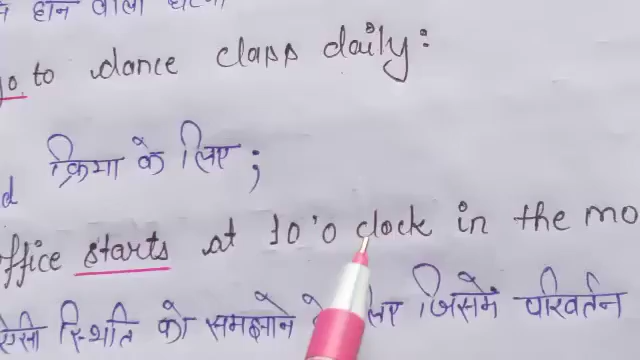 होने वाली घटना
go to dance class daily:
क्रिया के लिए ;
d
ffice starts at 10'o clock in the mo
ऐसी स्थिति को समझाने के लिए जिसमें परिवर्तन